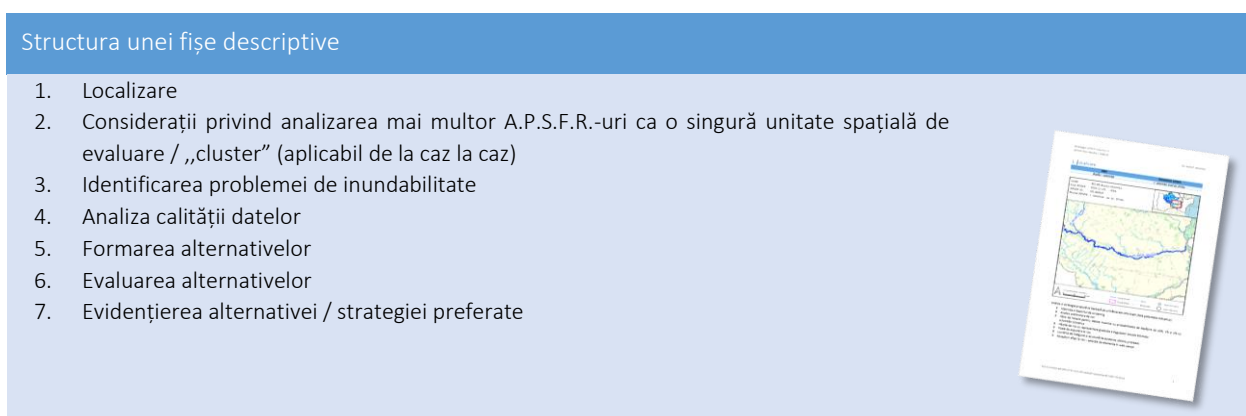 Structura unei fișe descriptive
1. Localizare
2. Considerații privind analizarea mai multor A.P.S.F.R.-uri ca o singură unitate spațială de
evaluare / ,,cluster” (aplicabil de la caz la caz)
3. Identificarea problemei de inundabilitate
4. Analiza calității datelor
5. Formarea alternativelor
6. Evaluarea alternativelor
7. Evidențierea alternativei / strategiei preferate